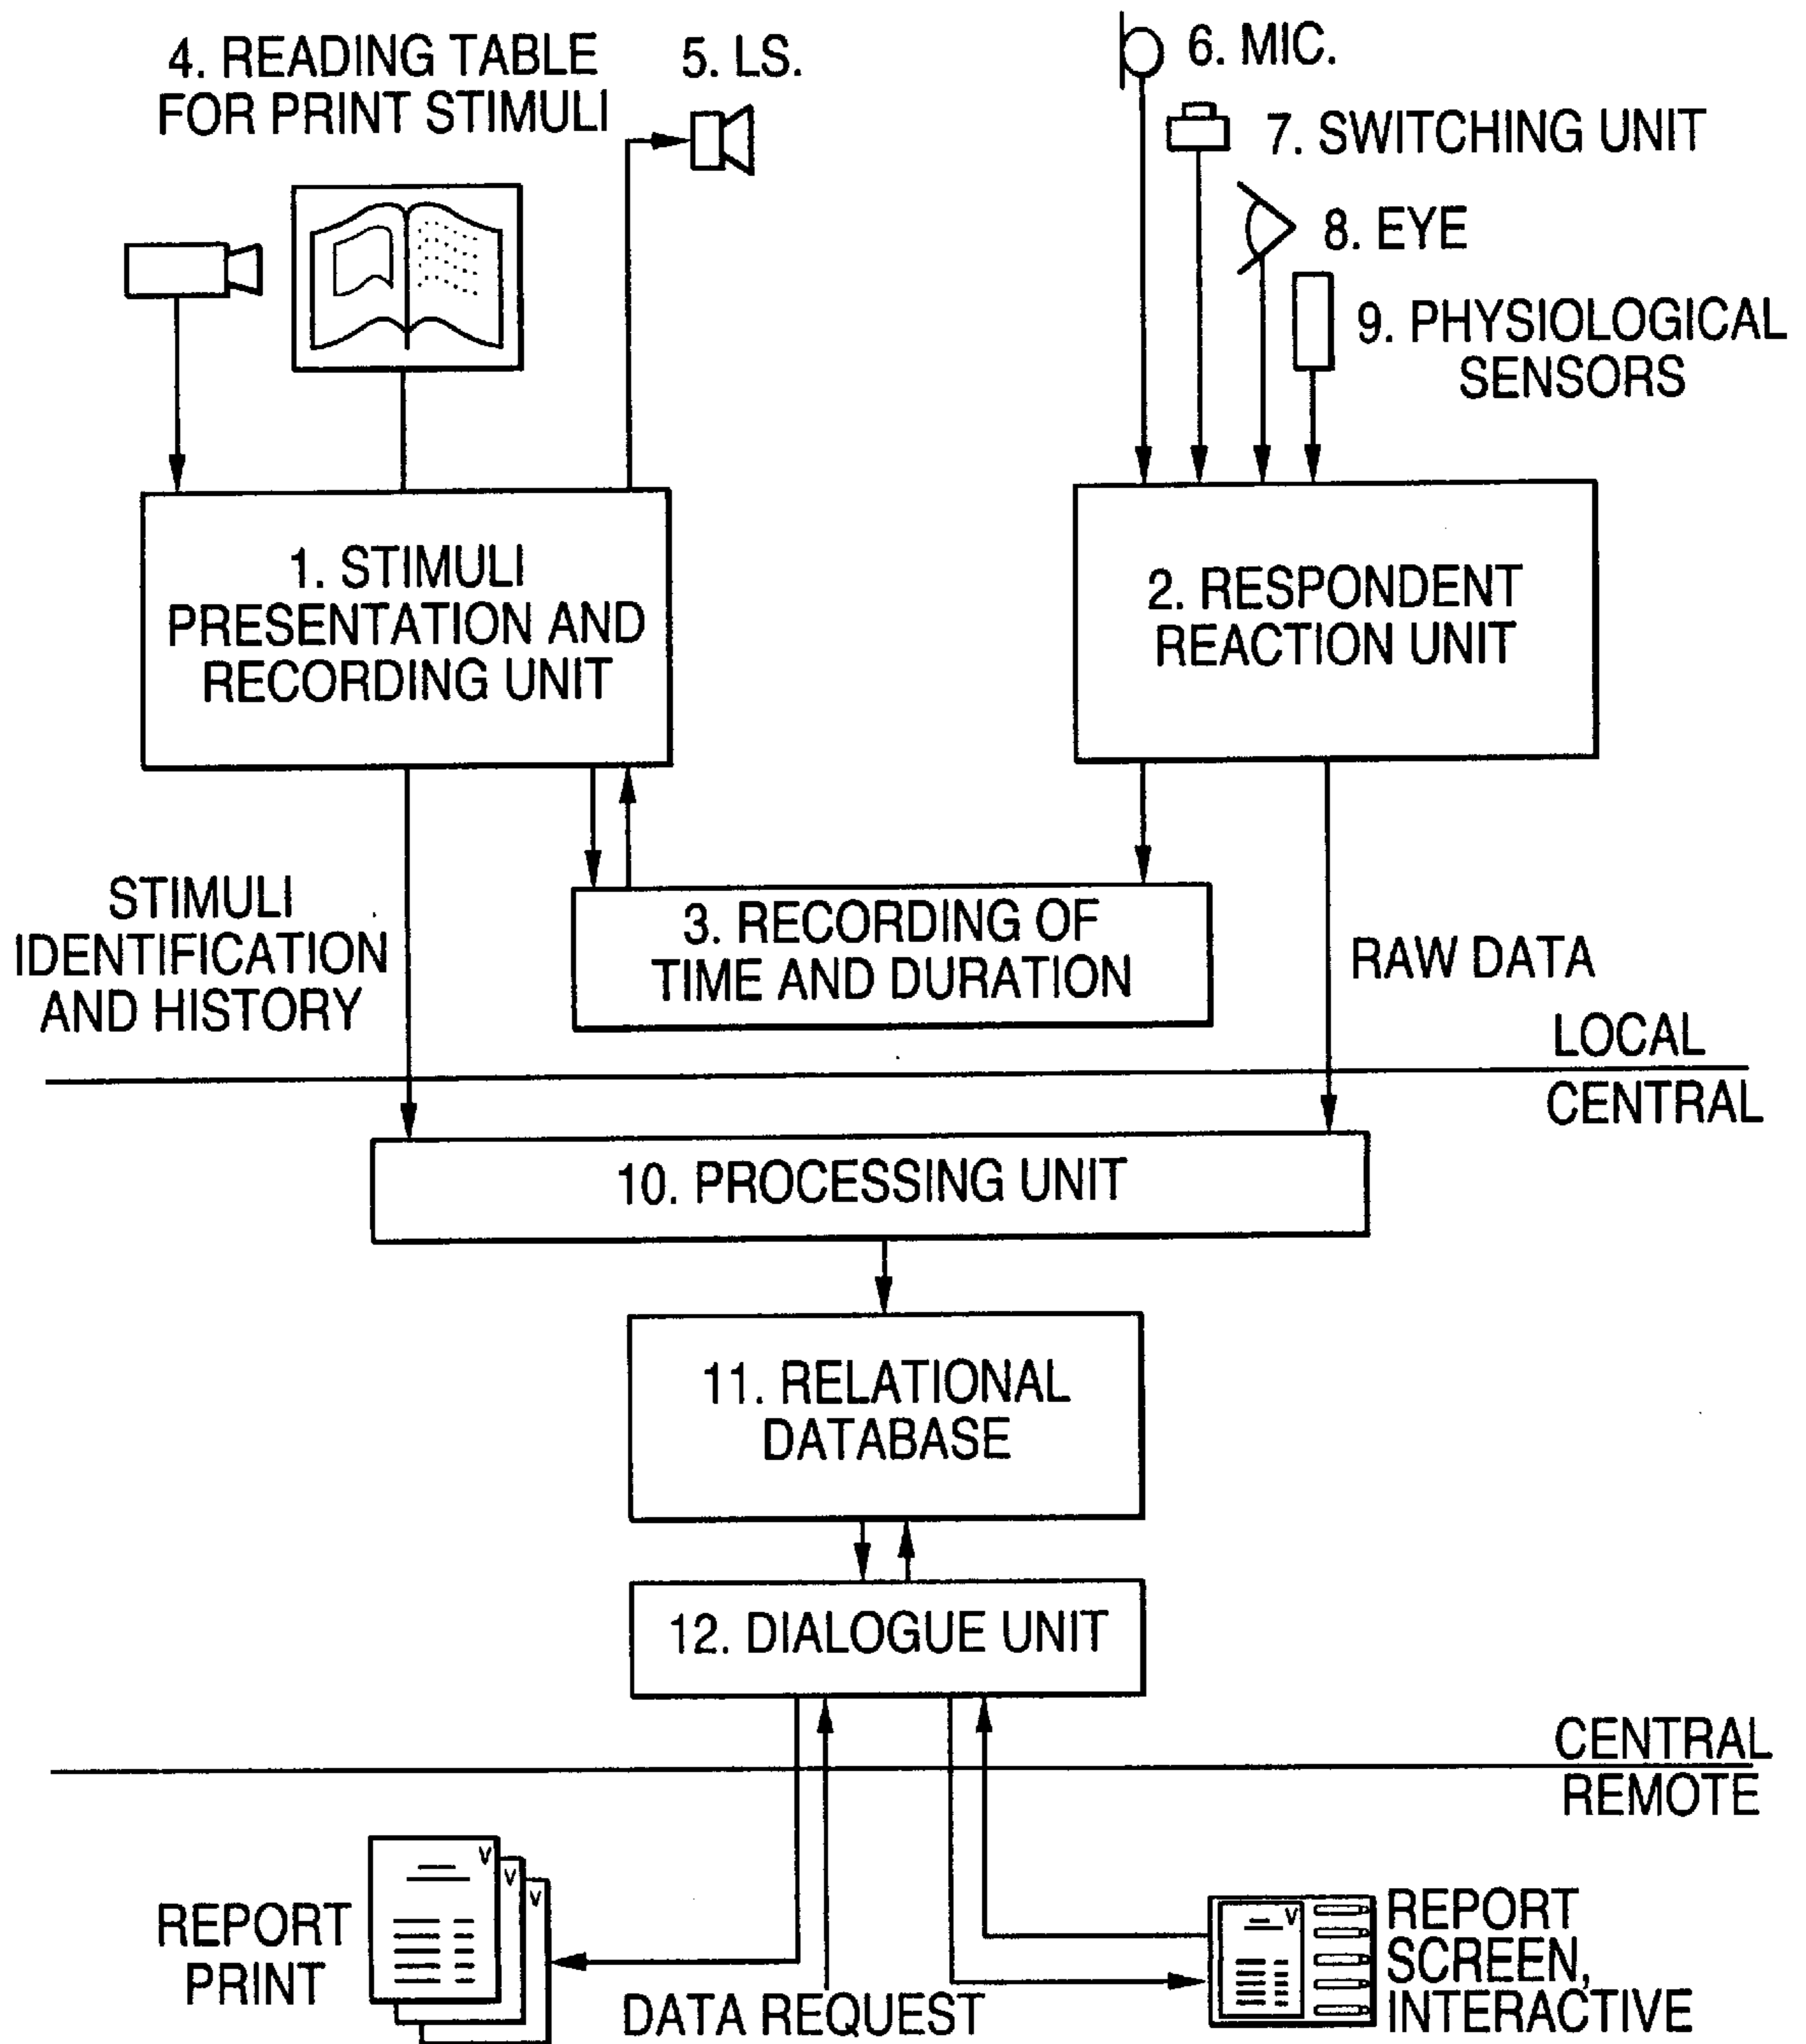 4. READING TABLE
FOR PRINT STIMULI
5. LS.
6. MIC.
7. SWITCHING UNIT
8. EYE
9. PHYSIOLOGICAL
SENSORS
1. STIMULI
PRESENTATION AND
RECORDING UNIT
2. RESPONDENT
REACTION UNIT
STIMULI
IDENTIFICATION
AND HISTORY
3. RECORDING OF
TIME AND DURATION
RAW DATA
LOCAL
CENTRAL
10. PROCESSING UNIT
11. RELATIONAL
DATABASE
12. DIALOGUE UNIT
CENTRAL
REMOTE
REPORT
PRINT
V
V
V
DATA REQUEST
V
REPORT
SCREEN,
INTERACTIVE